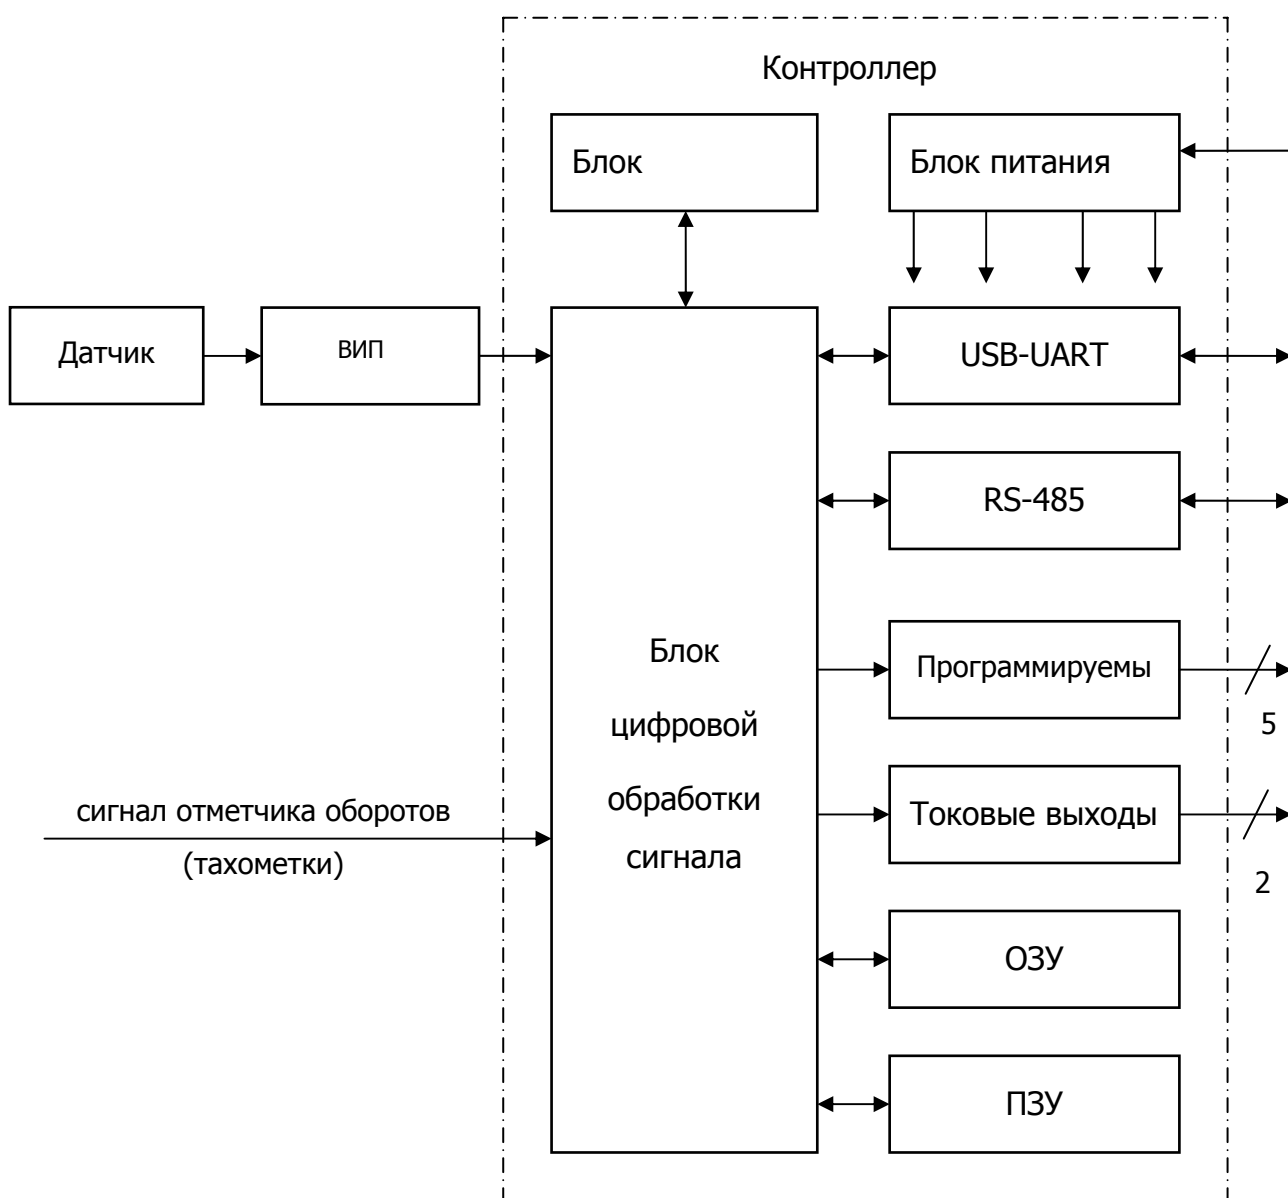 Контроллер
Блок
Блок питания
Датчик
ВИП
USB-UART
RS-485
Блок
цифровой
обработки
сигнала
Программируемы
5
сигнал отметчика оборотов
(тахометки)
Токовые выходы
2
ОЗУ
ПЗУ